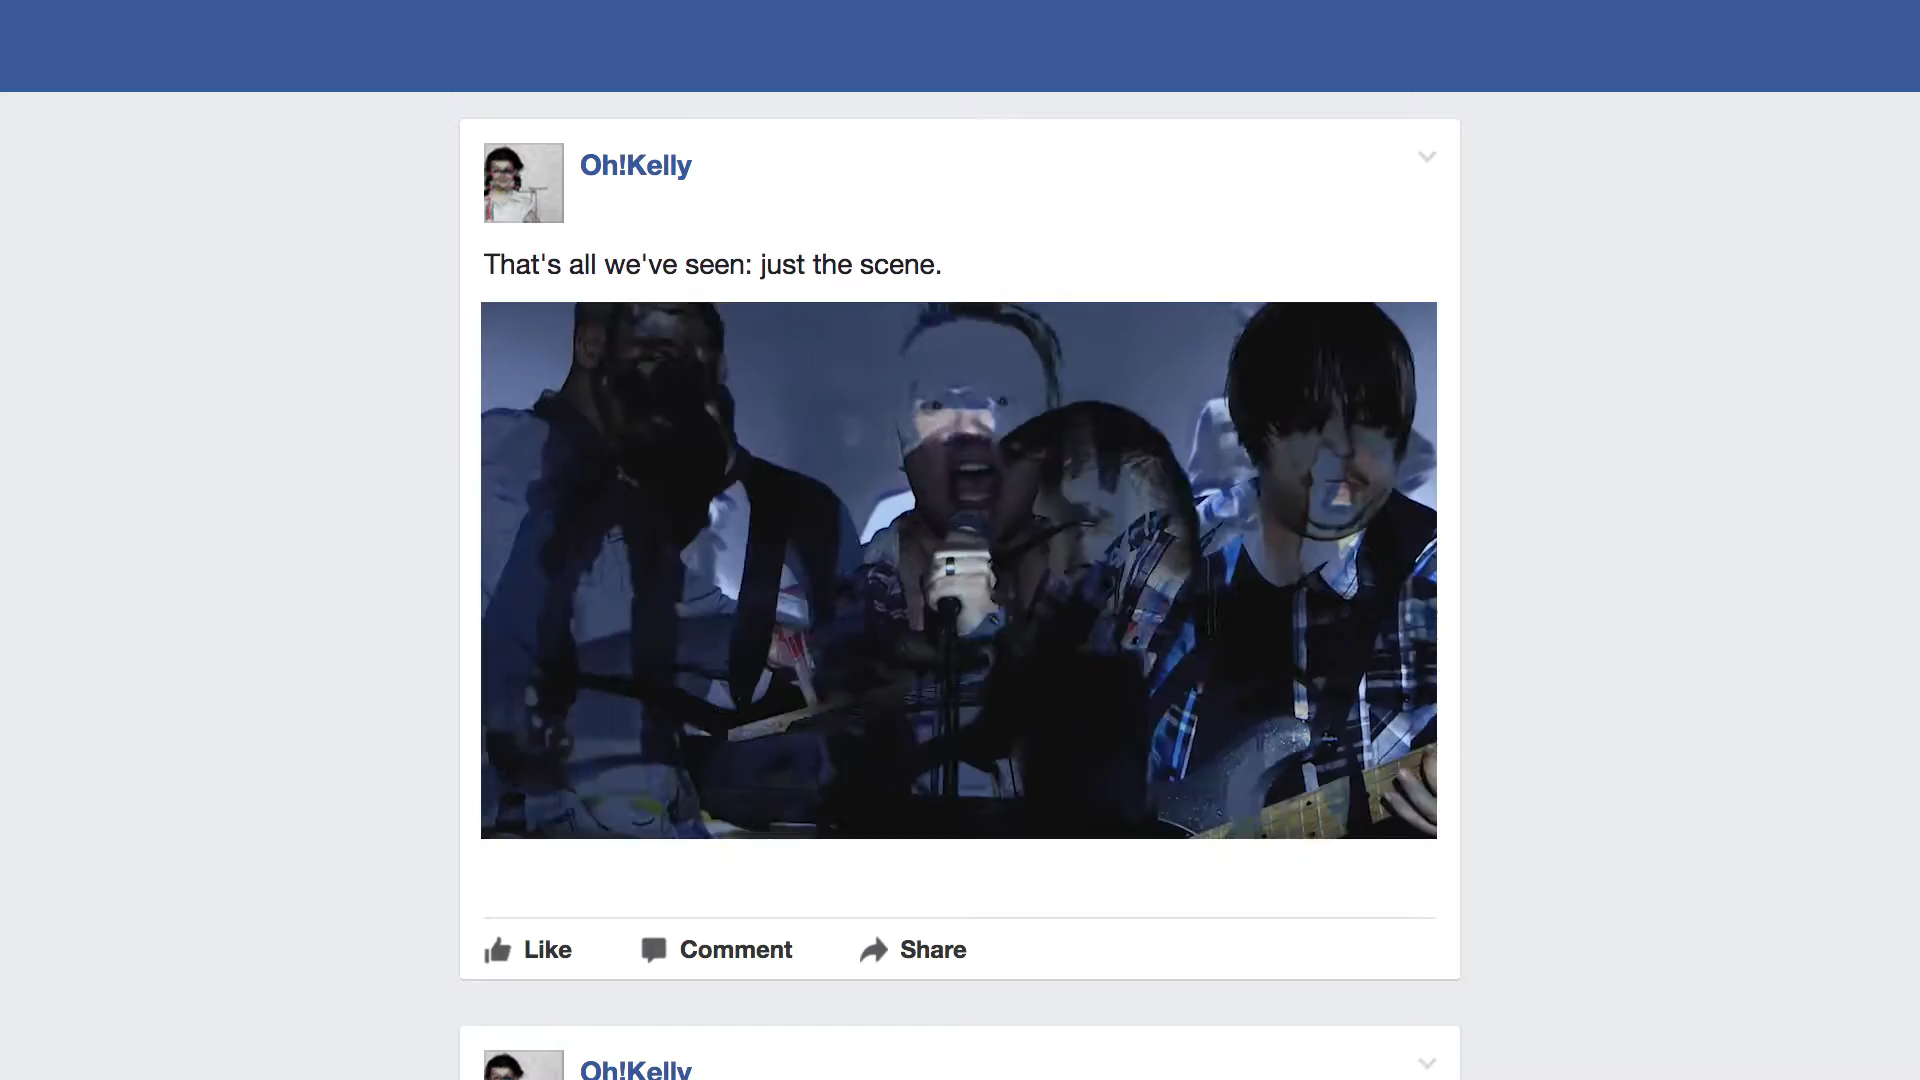 Oh!Kelly
That's all we've seen: just the scene.
Like
Comment
Share
Oh!Kelly